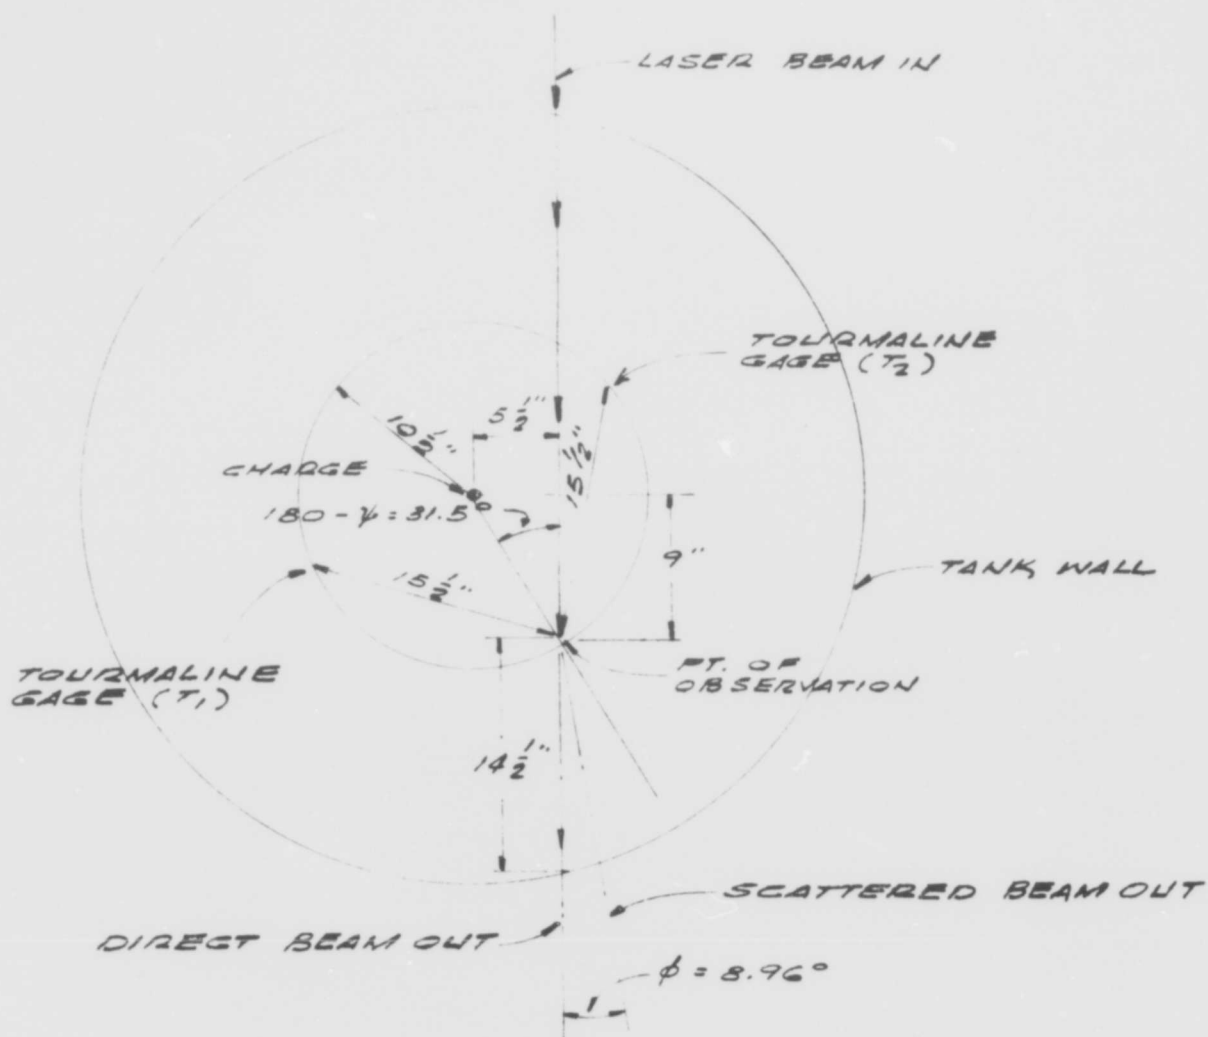 LASER BEAM IN
TOURMALINE
GAGE (T2)
5 1/2"
10 1/2"
15 1/2"
CHARGE
180 - ψ = 31.5
9"
15 1/2"
TANK WALL
TOURMALINE
GAGE (T1)
PT. OF
OBSERVATION
14 1/2"
SCATTERED BEAM OUT
DIRECT BEAM OUT
φ = 8.96°